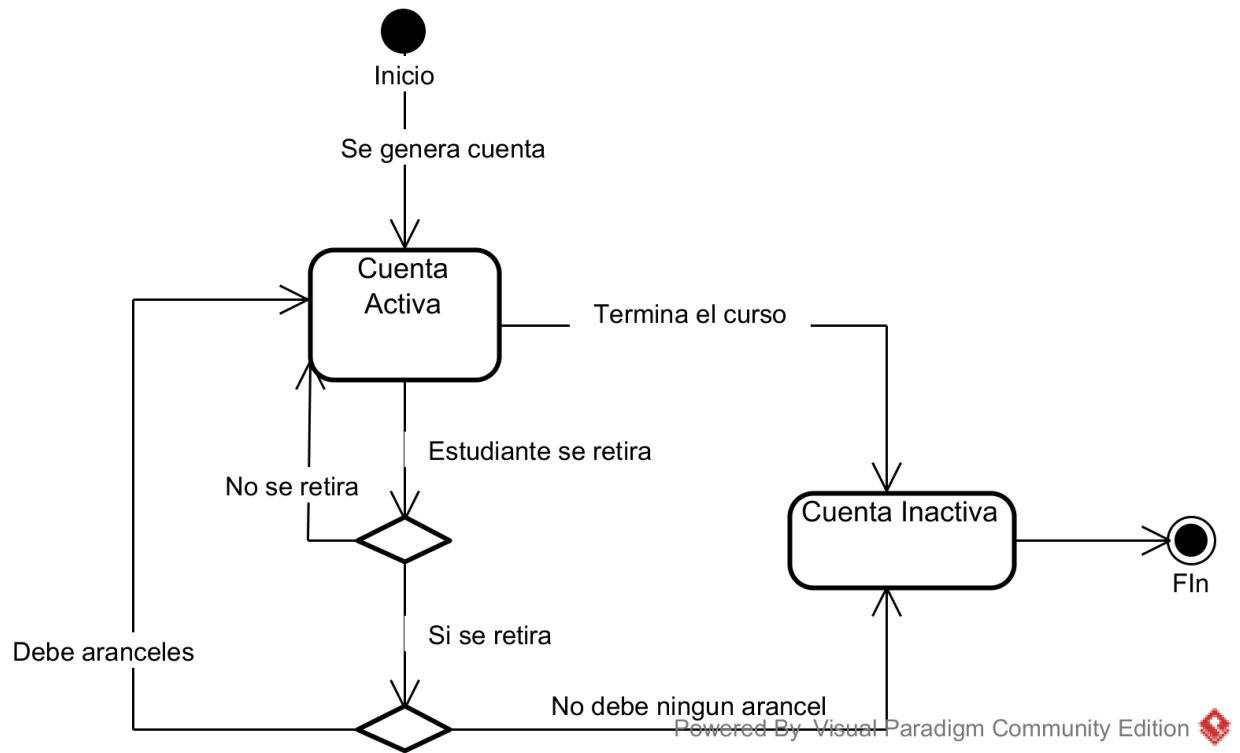 Inicio
Se genera cuenta
Cuenta
Activa
Termina el curso
Estudiante se retira
No se retira
Cuenta Inactiva
FIn
Si se retira
Debe aranceles
No debe ningun arancel
Powered By Visual Paradigm Community Edition